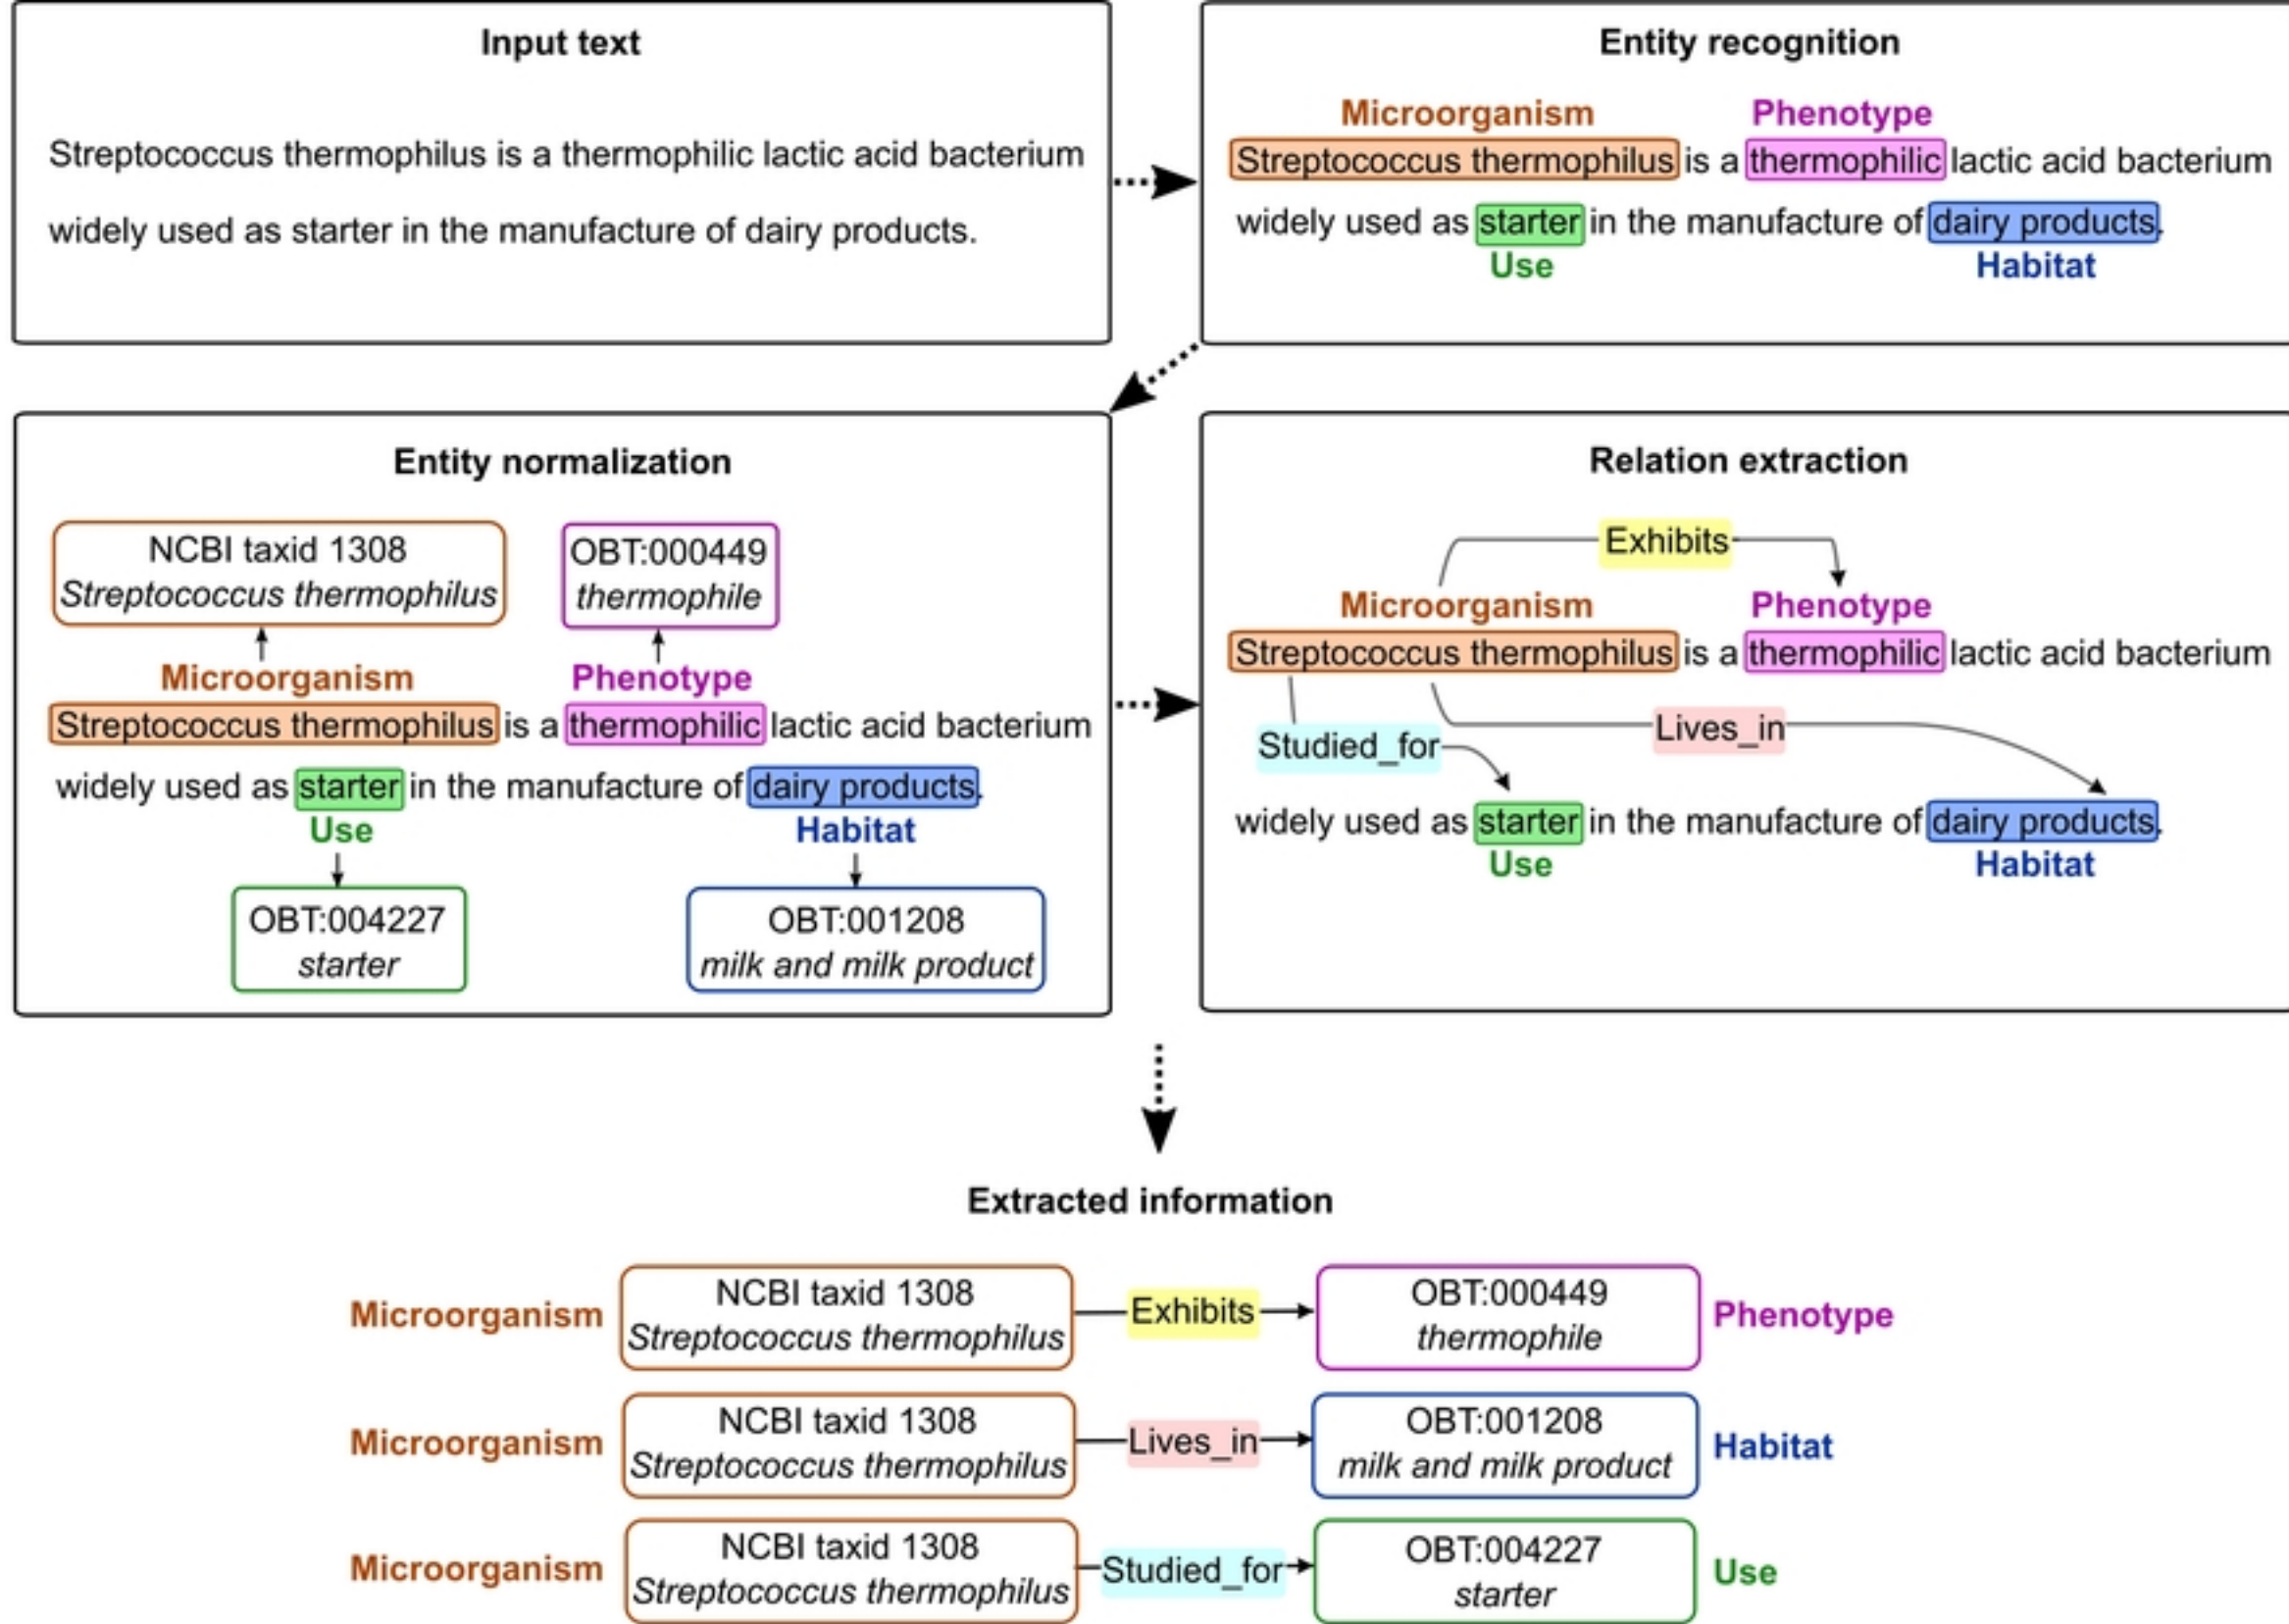 Input text
Streptococcus thermophilus is a thermophilic lactic acid bacterium
widely used as starter in the manufacture of dairy products.
Entity recognition
Microorganism Phenotype
Streptococcus thermophilus is a thermophilic lactic acid bacterium
widely used as starter in the manufacture of dairy products.
Use Habitat
Entity normalization
NCBI taxid 1308
Streptococcus thermophilus
OBT:000449
thermophile
Microorganism Phenotype
Streptococcus thermophilus is a thermophilic lactic acid bacterium
widely used as starter in the manufacture of dairy products.
Use Habitat
OBT:004227
starter
OBT:001208
milk and milk product
Relation extraction
Exhibits
Microorganism Phenotype
Streptococcus thermophilus is a thermophilic lactic acid bacterium
Studied_for
Lives_in
widely used as starter in the manufacture of dairy products.
Use Habitat
Extracted information
Microorganism
NCBI taxid 1308
Streptococcus thermophilus
Exhibits
OBT:000449
thermophile
Phenotype
Microorganism
NCBI taxid 1308
Streptococcus thermophilus
Lives_in
OBT:001208
milk and milk product
Habitat
Microorganism
NCBI taxid 1308
Streptococcus thermophilus
Studied_for
OBT:004227
starter
Use